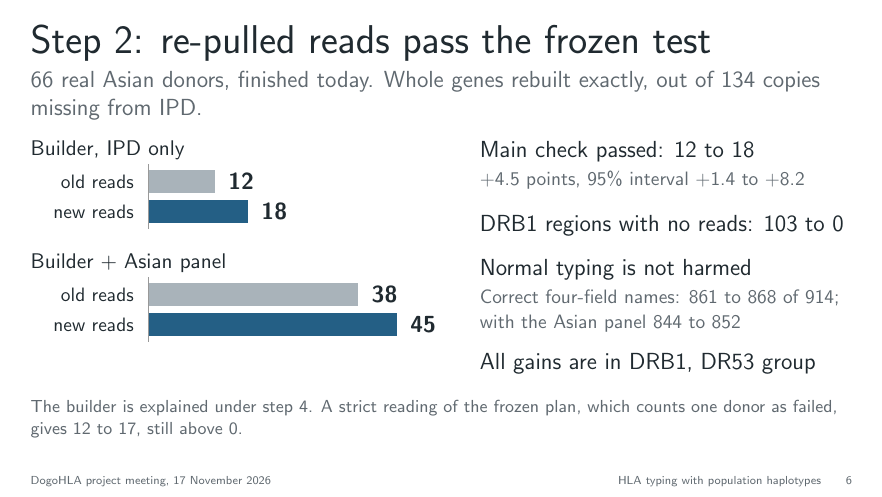 Step 2: re-pulled reads pass the frozen test
66 real Asian donors, finished today. Whole genes rebuilt exactly, out of 134 copies
missing from IPD.
Builder, IPD only
old reads 12
new reads 18
Builder + Asian panel
old reads 38
new reads 45
Main check passed: 12 to 18
+4.5 points, 95% interval +1.4 to +8.2
DRB1 regions with no reads: 103 to 0
Normal typing is not harmed
Correct four-field names: 861 to 868 of 914;
with the Asian panel 844 to 852
All gains are in DRB1, DR53 group
The builder is explained under step 4. A strict reading of the frozen plan, which counts one donor as failed,
gives 12 to 17, still above 0.
DogoHLA project meeting, 17 November 2026
HLA typing with population haplotypes 6